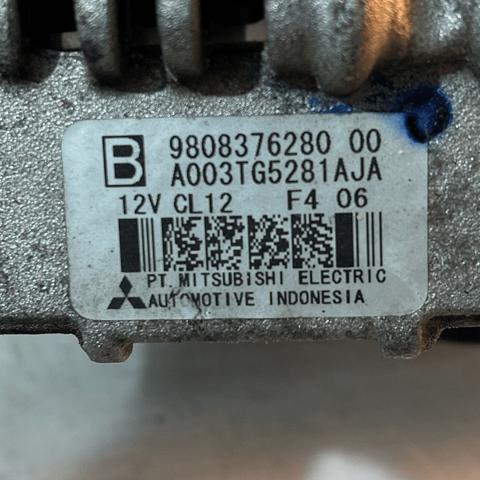 B 9808376280 00
A003TG5281AJA
12V CL12 F4 06
PT. MITSUBISHI ELECTRIC
AUTOMOTIVE INDONESIA